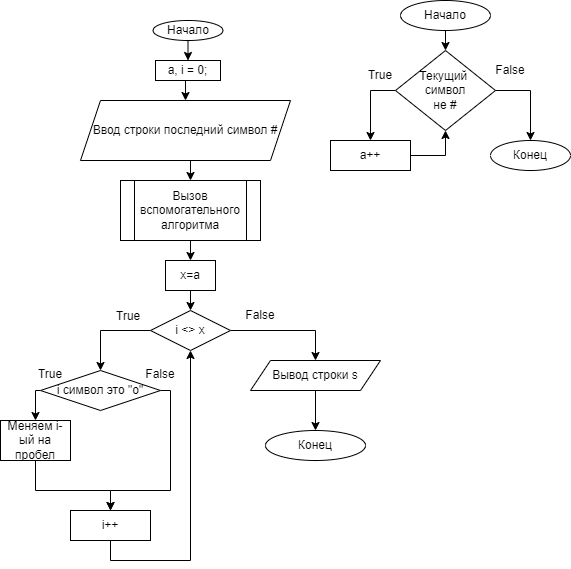 Начало
a, i = 0;
Ввод строки последний символ #
Вызов
вспомогательного
алгоритма
x=a
i <> x
True
False
True
False
i символ это "о"
Меняем i-
ый на
пробел
i++
Вывод строки s
Конец
Начало
True
False
Текущий
символ
не #
a++
Конец